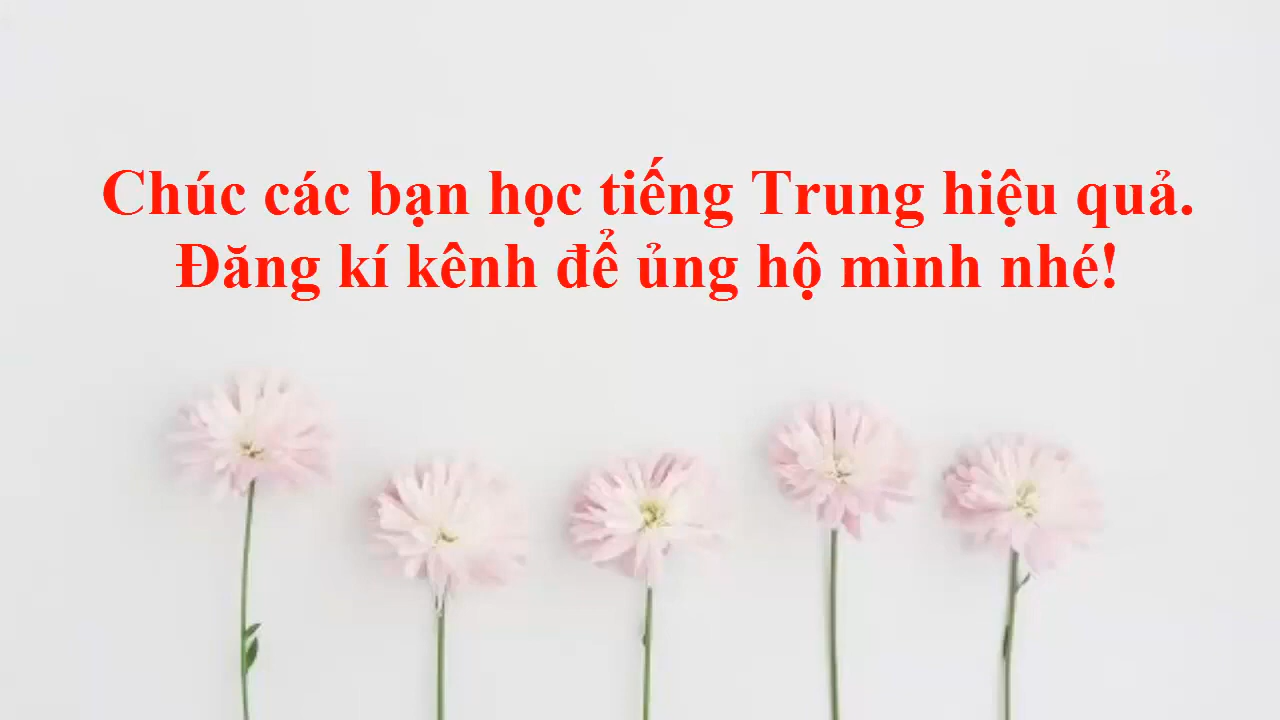 Chúc các bạn học tiếng Trung hiệu quả.
Đăng kí kênh để ủng hộ mình nhé!